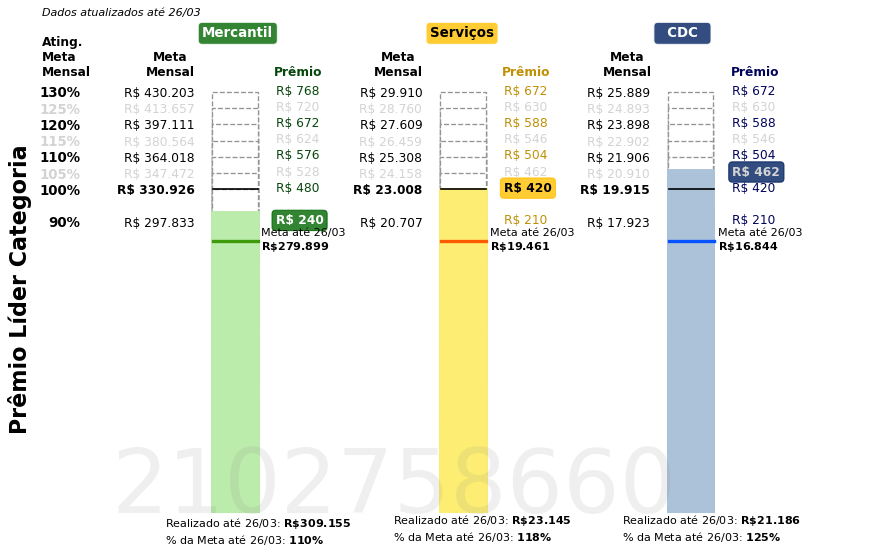 Dados atualizados até 26/03
Mercantil Serviços CDC
Ating. Meta Mensal
Meta Mensal Prêmio Meta Mensal Prêmio Meta Mensal Prêmio
130% R$ 430.203 R$ 768 R$ 29.910 R$ 672 R$ 25.889 R$ 672
125% R$ 413.657 R$ 720 R$ 28.760 R$ 630 R$ 24.893 R$ 630
120% R$ 397.111 R$ 672 R$ 27.609 R$ 588 R$ 23.898 R$ 588
115% R$ 380.564 R$ 624 R$ 26.459 R$ 546 R$ 22.902 R$ 546
110% R$ 364.018 R$ 576 R$ 25.308 R$ 504 R$ 21.906 R$ 504
105% R$ 347.472 R$ 528 R$ 24.158 R$ 462 R$ 20.910 R$ 462
100% R$ 330.926 R$ 480 R$ 23.008 R$ 420 R$ 19.915 R$ 420
90% R$ 297.833 R$ 240 R$ 20.707 R$ 210 R$ 17.923 R$ 210
Meta até 26/03 Meta até 26/03 Meta até 26/03
R$279.899 R$19.461 R$16.844
Prêmio Líder Categoria
2102758660
Realizado até 26/03: R$309.155 Realizado até 26/03: R$23.145 Realizado até 26/03: R$21.186
% da Meta até 26/03: 110% % da Meta até 26/03: 118% % da Meta até 26/03: 125%